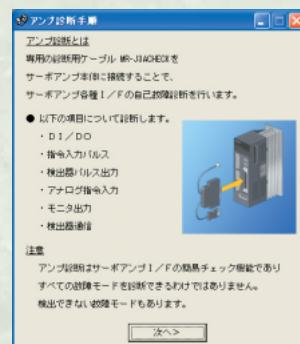 アンプ診断手順
アンプ診断とは
専用の診断用ケーブル MR-J3ACHECKを
サーボアンプ本体に接続することで、
サーボアンプ各種I/Fの自己故障診断を行います。
● 以下の項目について診断します。
・DI/DO
・指令入力パルス
・検出器パルス出力
・アナログ指令入力
・モニタ出力
・検出器通信
注意
アンプ診断はサーボアンプI/Fの簡易チェック機能であり
すべての故障モードを診断できるわけではありません。
検出できない故障モードもあります。
次へ>